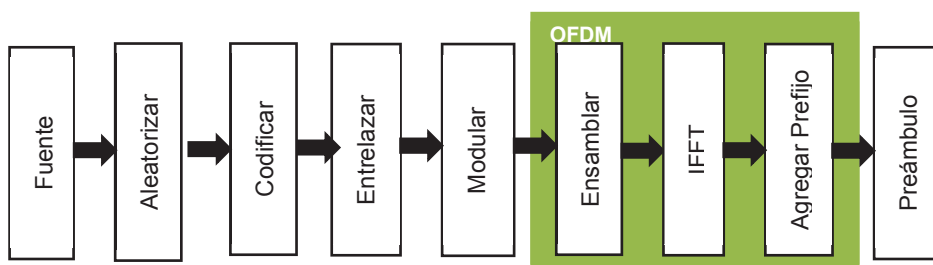 OFDM
Fuente
Aleatorizar
Codificar
Entrelazar
Modular
Ensamblar
IFFT
Agregar Prefijo
Preámbulo